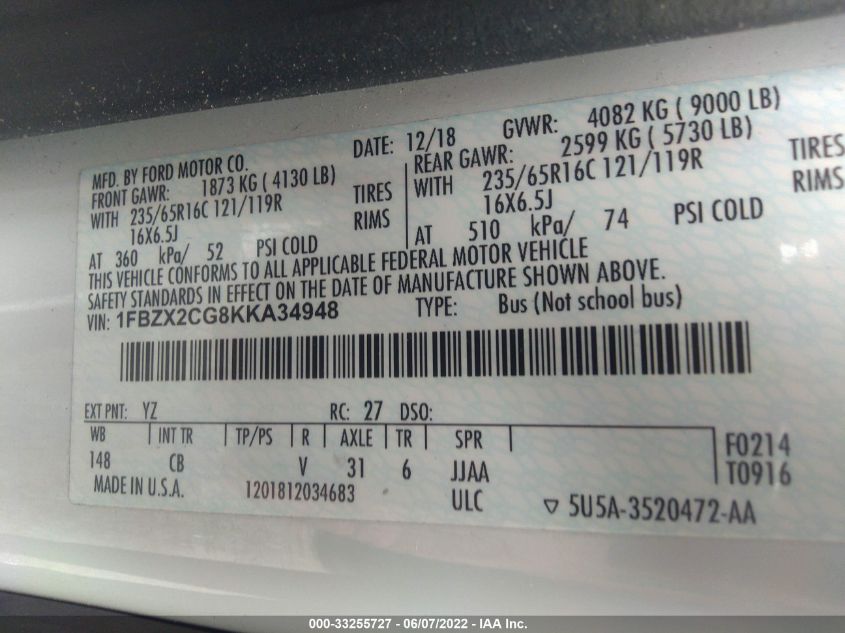 MFD. BY FORD MOTOR CO.
DATE: 12/18
GVWR: 4082 KG ( 9000 LB)
FRONT GAWR: 1873 KG ( 4130 LB)
WITH 235/65R16C 121/119R TIRES
16X6.5J RIMS
AT 360 kPa/ 52 PSI COLD
REAR GAWR: 2599 KG ( 5730 LB)
WITH 235/65R16C 121/119R TIRES
16X6.5J RIMS
AT 510 kPa/ 74 PSI COLD
THIS VEHICLE CONFORMS TO ALL APPLICABLE FEDERAL MOTOR VEHICLE
SAFETY STANDARDS IN EFFECT ON THE DATE OF MANUFACTURE SHOWN ABOVE.
VIN: 1FBZX2CG8KKA34948 TYPE: Bus (Not school bus)
EXT PNT: YZ RC: 27 DSO:
WB INT TR TP/PS R AXLE TR SPR
148 CB V 31 6 JJAA
ULC
F0214
T0916
MADE IN U.S.A. 1201812034683
▽ 5U5A-3520472-AA
000-33255727 - 06/07/2022 - IAA Inc.